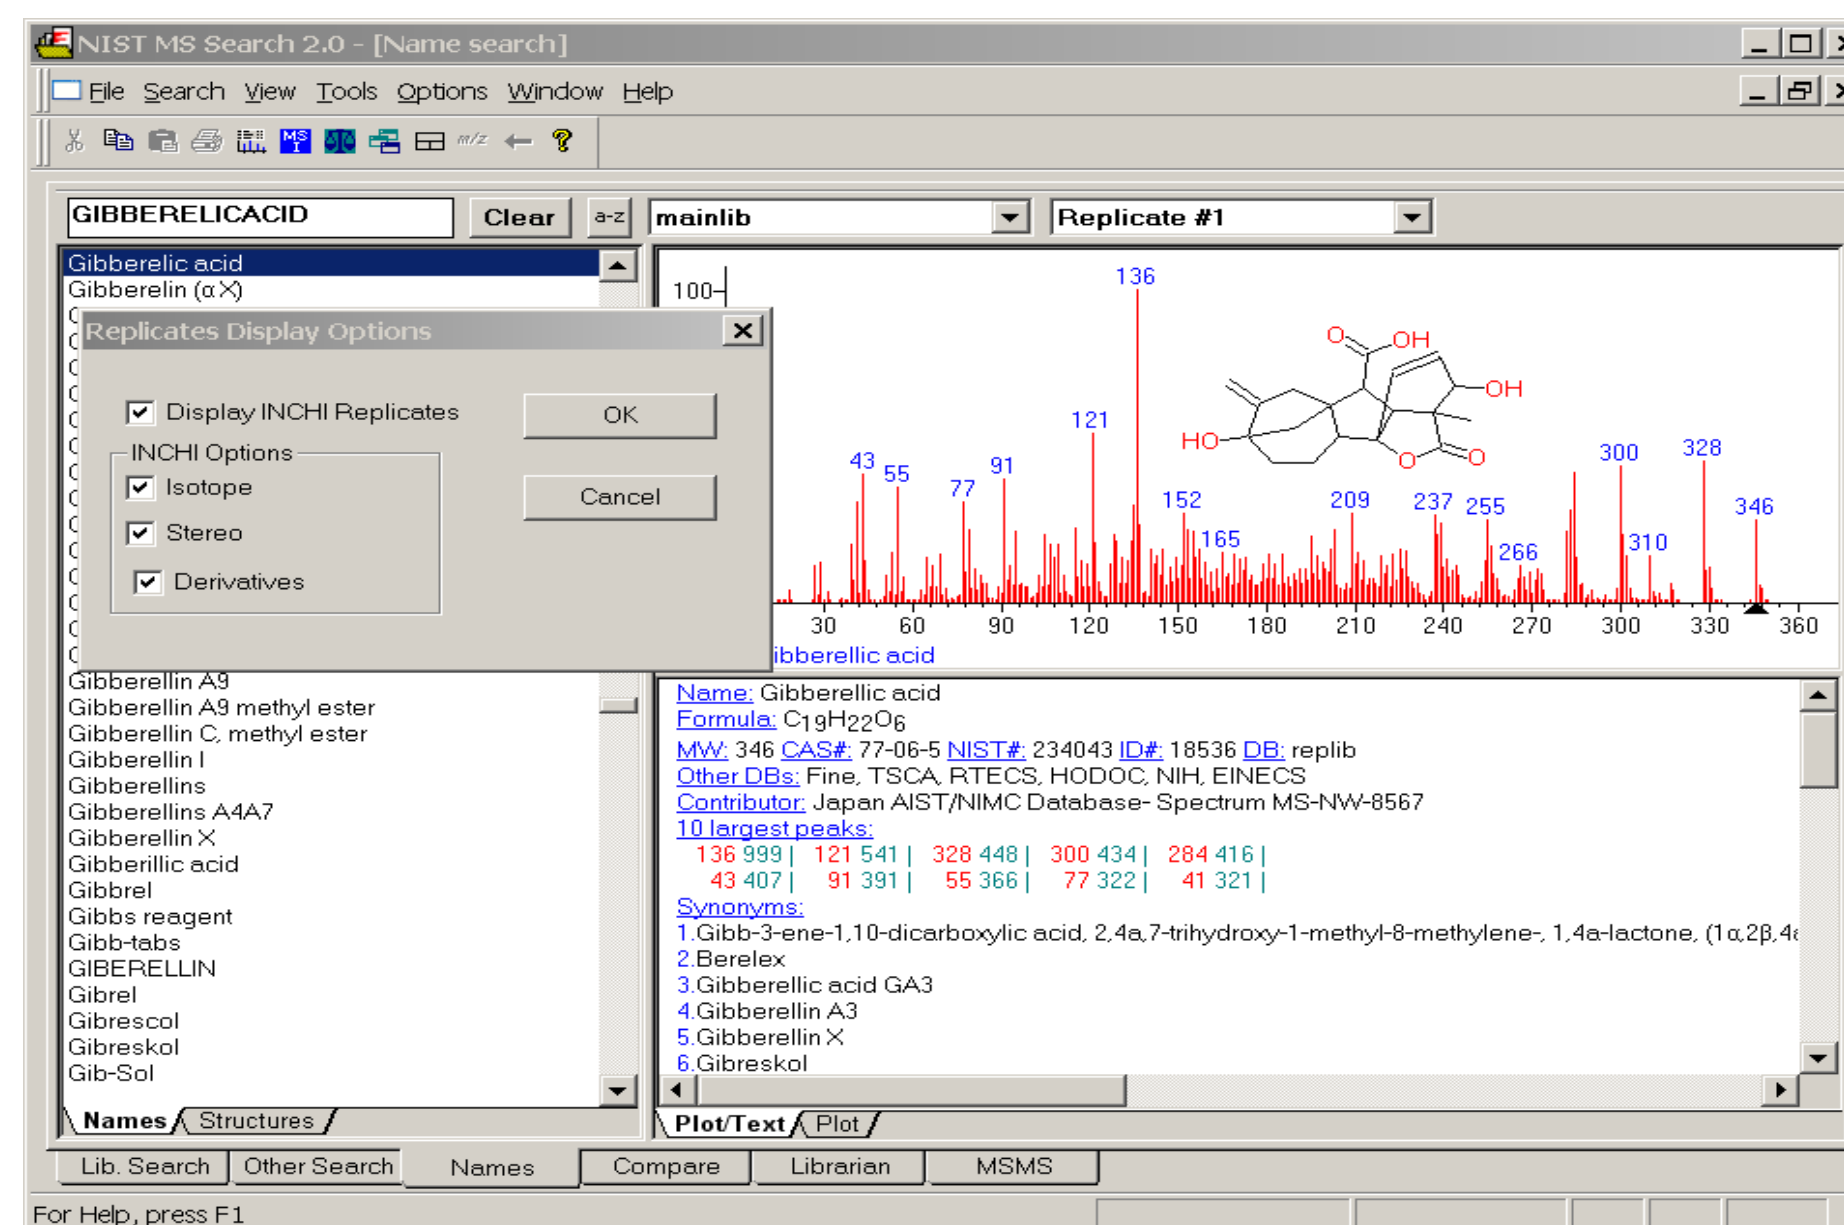 NIST MS Search 2.0 - [Name search]
File Search View Tools Options Window Help
MS I m/z
GIBBERELICACID Clear a-z mainlib Replicate #1
Gibberelic acid
Gibberelin (αX)
Replicates Display Options
Display INCHI Replicates
INCHI Options
Isotope
Stereo
Derivatives
OK
Cancel
Gibberellin A9
Gibberellin A9 methyl ester
Gibberellin C, methyl ester
Gibberellin I
Gibberellins
Gibberellins A4A7
Gibberellin X
Gibberillic acid
Gibbrel
Gibbs reagent
Gibb-tabs
GIBERELLIN
Gibrel
Gibrescol
Gibreskol
Gib-Sol
Names Structures
100
136
O OH
OH
HO
O O
43 55 77 91 121 152 165 209 237 255 266 300 310 328 346
30 60 90 120 150 180 210 240 270 300 330 360
ibberellic acid
Name: Gibberellic acid
Formula: C19H22O6
MW: 346 CAS#: 77-06-5 NIST#: 234043 ID#: 18536 DB: replib
Other DBs: Fine, TSCA, RTECS, HODOC, NIH, EINECS
Contributor: Japan AIST/NIMC Database- Spectrum MS-NW-8567
10 largest peaks:
136 999 | 121 541 | 328 448 | 300 434 | 284 416 |
43 407 | 91 391 | 55 366 | 77 322 | 41 321 |
Synonyms:
1.Gibb-3-ene-1,10-dicarboxylic acid, 2,4a,7-trihydroxy-1-methyl-8-methylene-, 1,4a-lactone, (1α,2β,4
2.Berelex
3.Gibberellic acid GA3
4.Gibberellin A3
5.Gibberellin X
6.Gibreskol
Plot/Text Plot
Lib. Search Other Search Names Compare Librarian MSMS
For Help, press F1